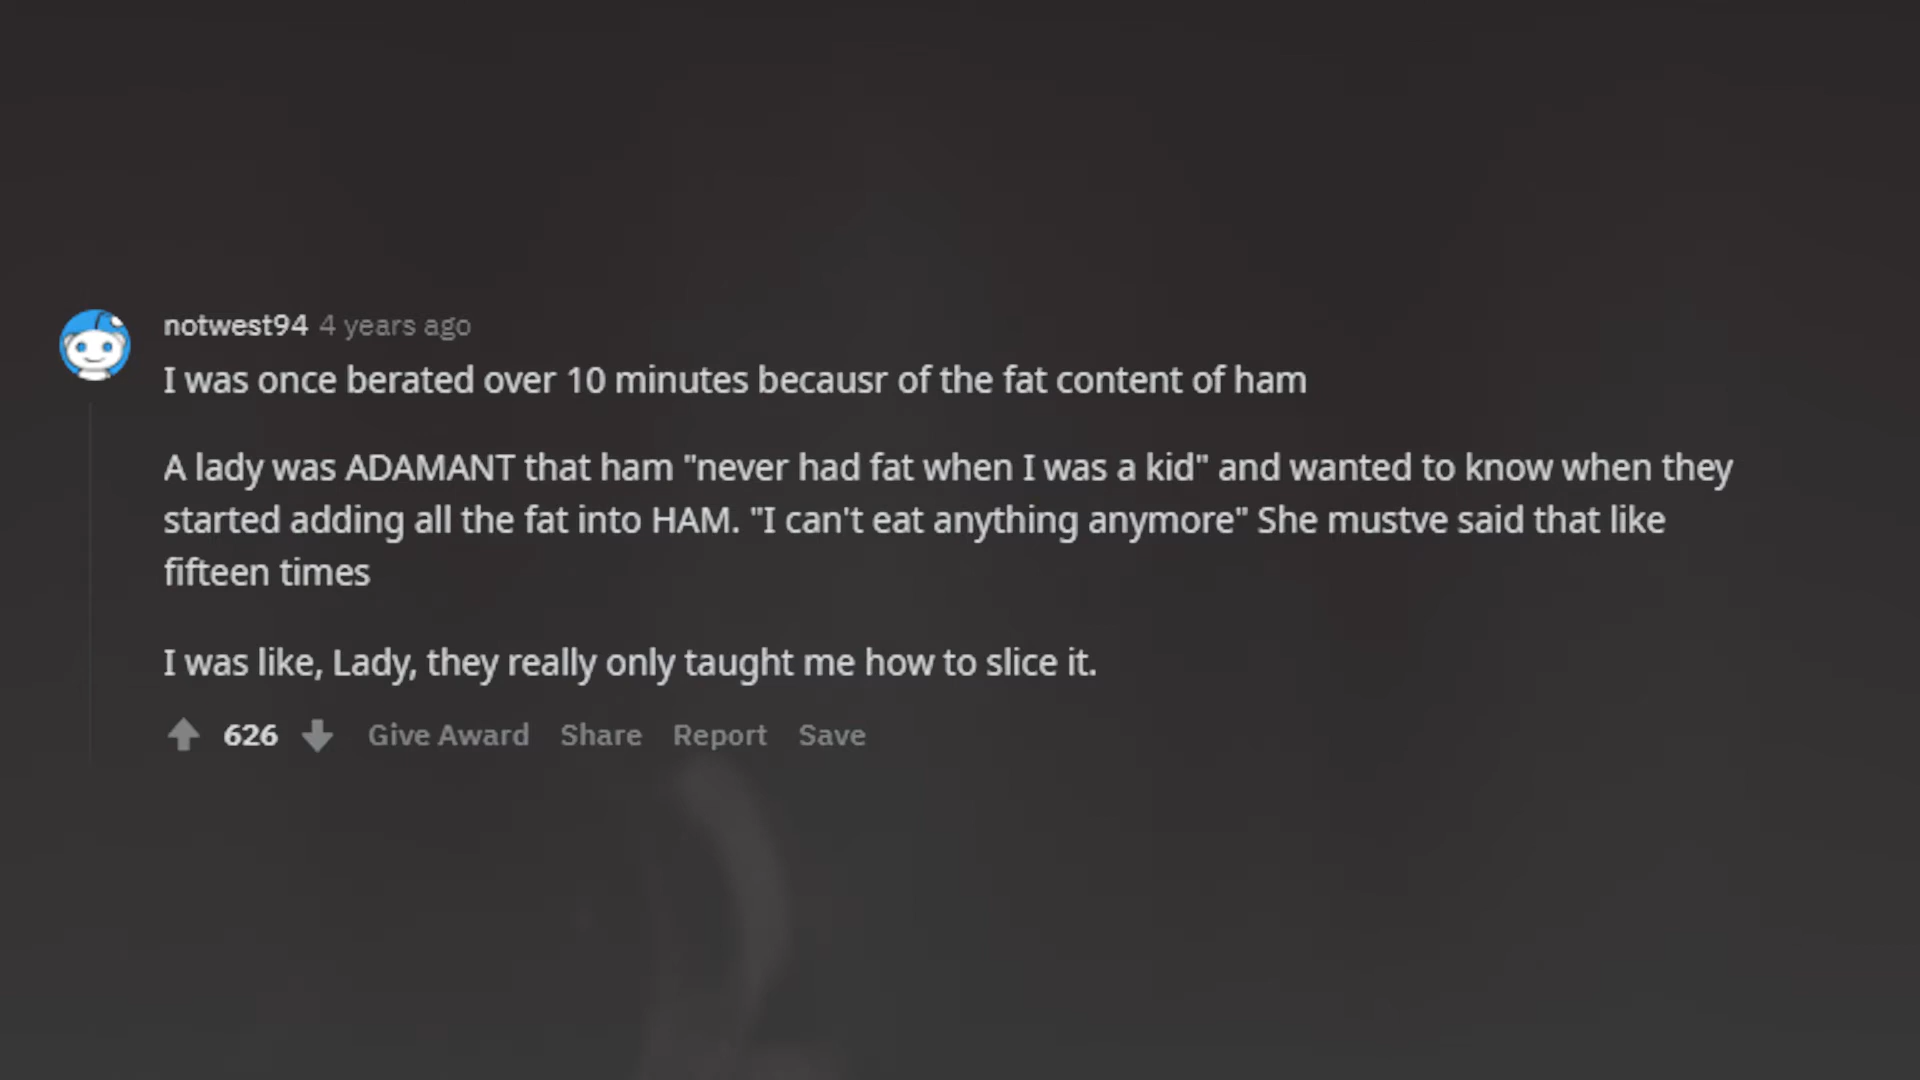 notwest94 4 years ago
I was once berated over 10 minutes becausr of the fat content of ham
A lady was ADAMANT that ham "never had fat when I was a kid" and wanted to know when they
started adding all the fat into HAM. "I can't eat anything anymore" She mustve said that like
fifteen times
I was like, Lady, they really only taught me how to slice it.
626 Give Award Share Report Save